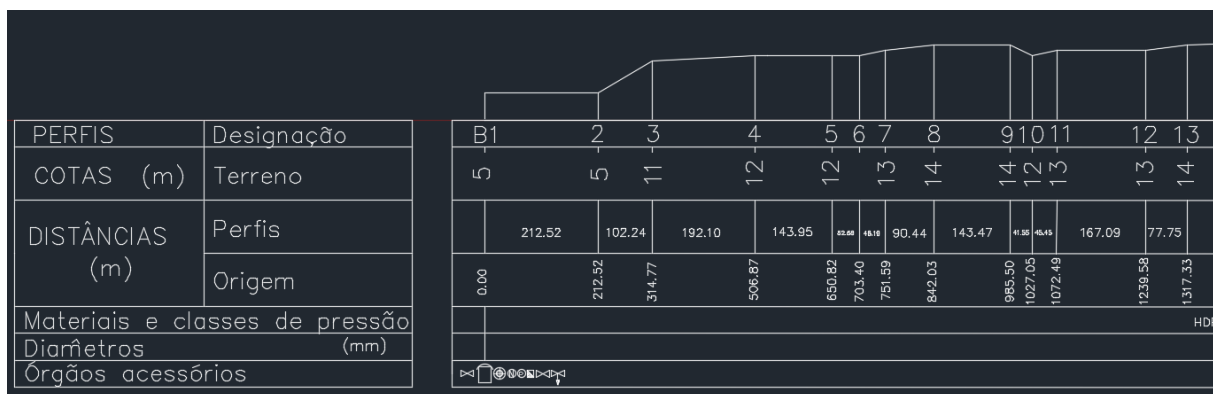 PERFIS Designação B1 2 3 4 5 6 7 8 9 10 11 12 13
COTAS (m) Terreno 5 5 11 12 12 13 14 14 12 13 13 14
DISTÂNCIAS (m) Perfis 212.52 102.24 192.10 143.95 90.44 143.47 41.55 45.45 167.09 77.75
Origem 0.00 212.52 314.77 506.87 650.82 703.40 751.59 842.03 985.50 1027.05 1072.49 1239.58 1317.33
Materiais e classes de pressão
Diâmetros (mm)
Órgãos acessórios